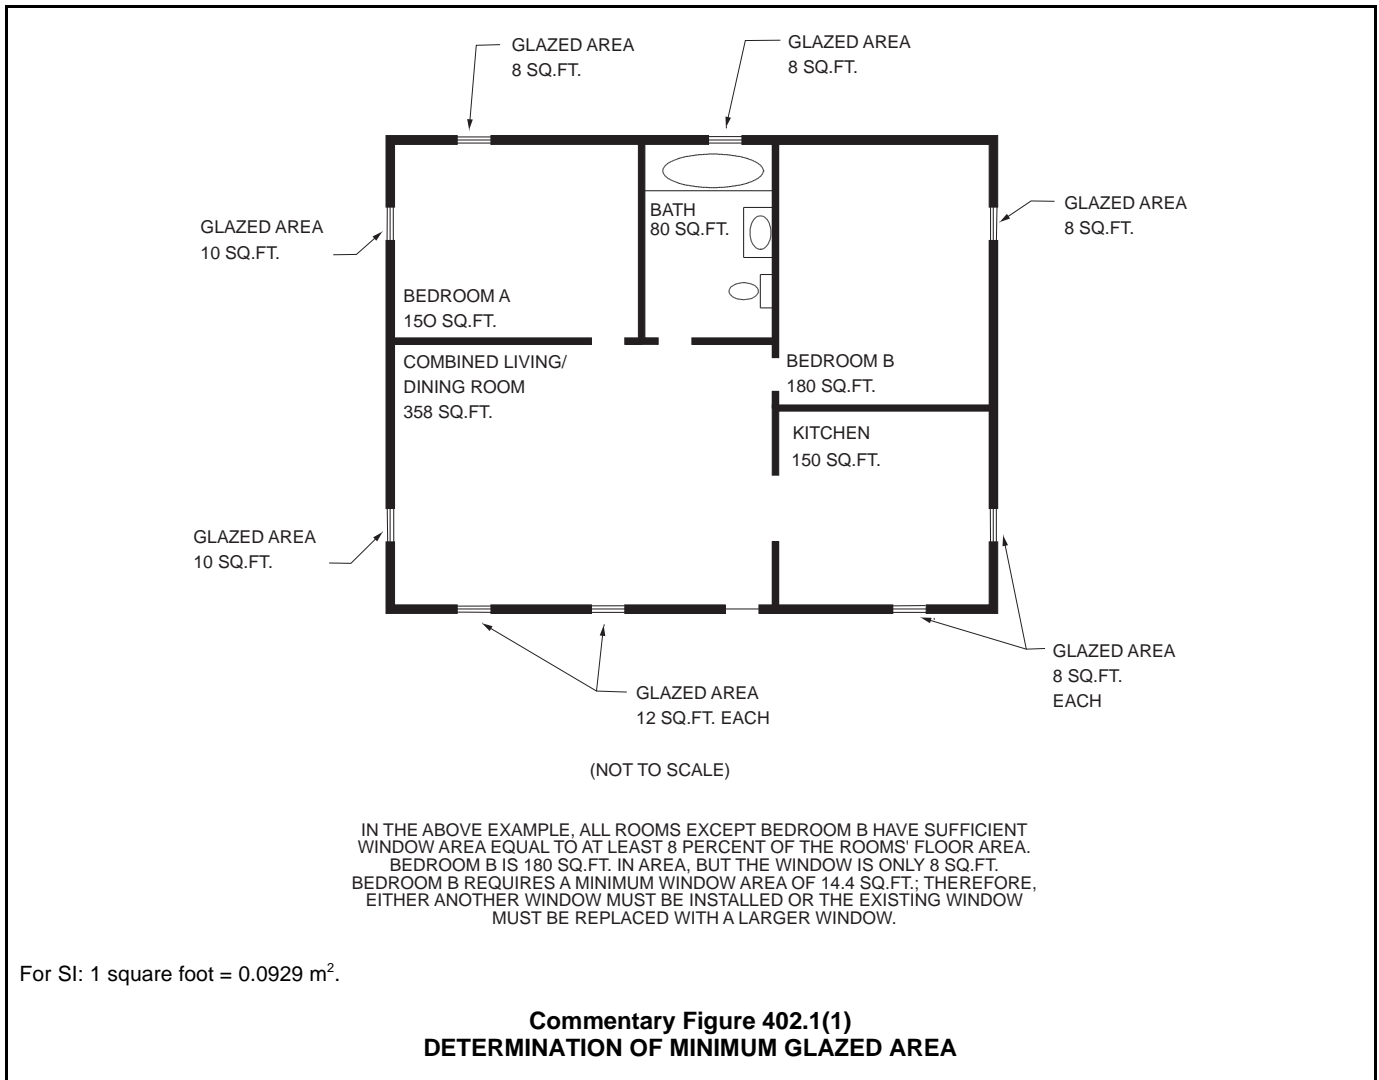 GLAZED AREA
8 SQ.FT.
GLAZED AREA
8 SQ.FT.
GLAZED AREA
10 SQ.FT.
BATH
80 SQ.FT.
GLAZED AREA
8 SQ.FT.
BEDROOM A
15O SQ.FT.
COMBINED LIVING/
DINING ROOM
358 SQ.FT.
BEDROOM B
180 SQ.FT.
KITCHEN
150 SQ.FT.
GLAZED AREA
10 SQ.FT.
GLAZED AREA
12 SQ.FT. EACH
GLAZED AREA
8 SQ.FT.
EACH
(NOT TO SCALE)
IN THE ABOVE EXAMPLE, ALL ROOMS EXCEPT BEDROOM B HAVE SUFFICIENT
WINDOW AREA EQUAL TO AT LEAST 8 PERCENT OF THE ROOMS' FLOOR AREA.
BEDROOM B IS 180 SQ.FT. IN AREA, BUT THE WINDOW IS ONLY 8 SQ.FT.
BEDROOM B REQUIRES A MINIMUM WINDOW AREA OF 14.4 SQ.FT.; THEREFORE,
EITHER ANOTHER WINDOW MUST BE INSTALLED OR THE EXISTING WINDOW
MUST BE REPLACED WITH A LARGER WINDOW.
For SI: 1 square foot = 0.0929 m².
Commentary Figure 402.1(1)
DETERMINATION OF MINIMUM GLAZED AREA